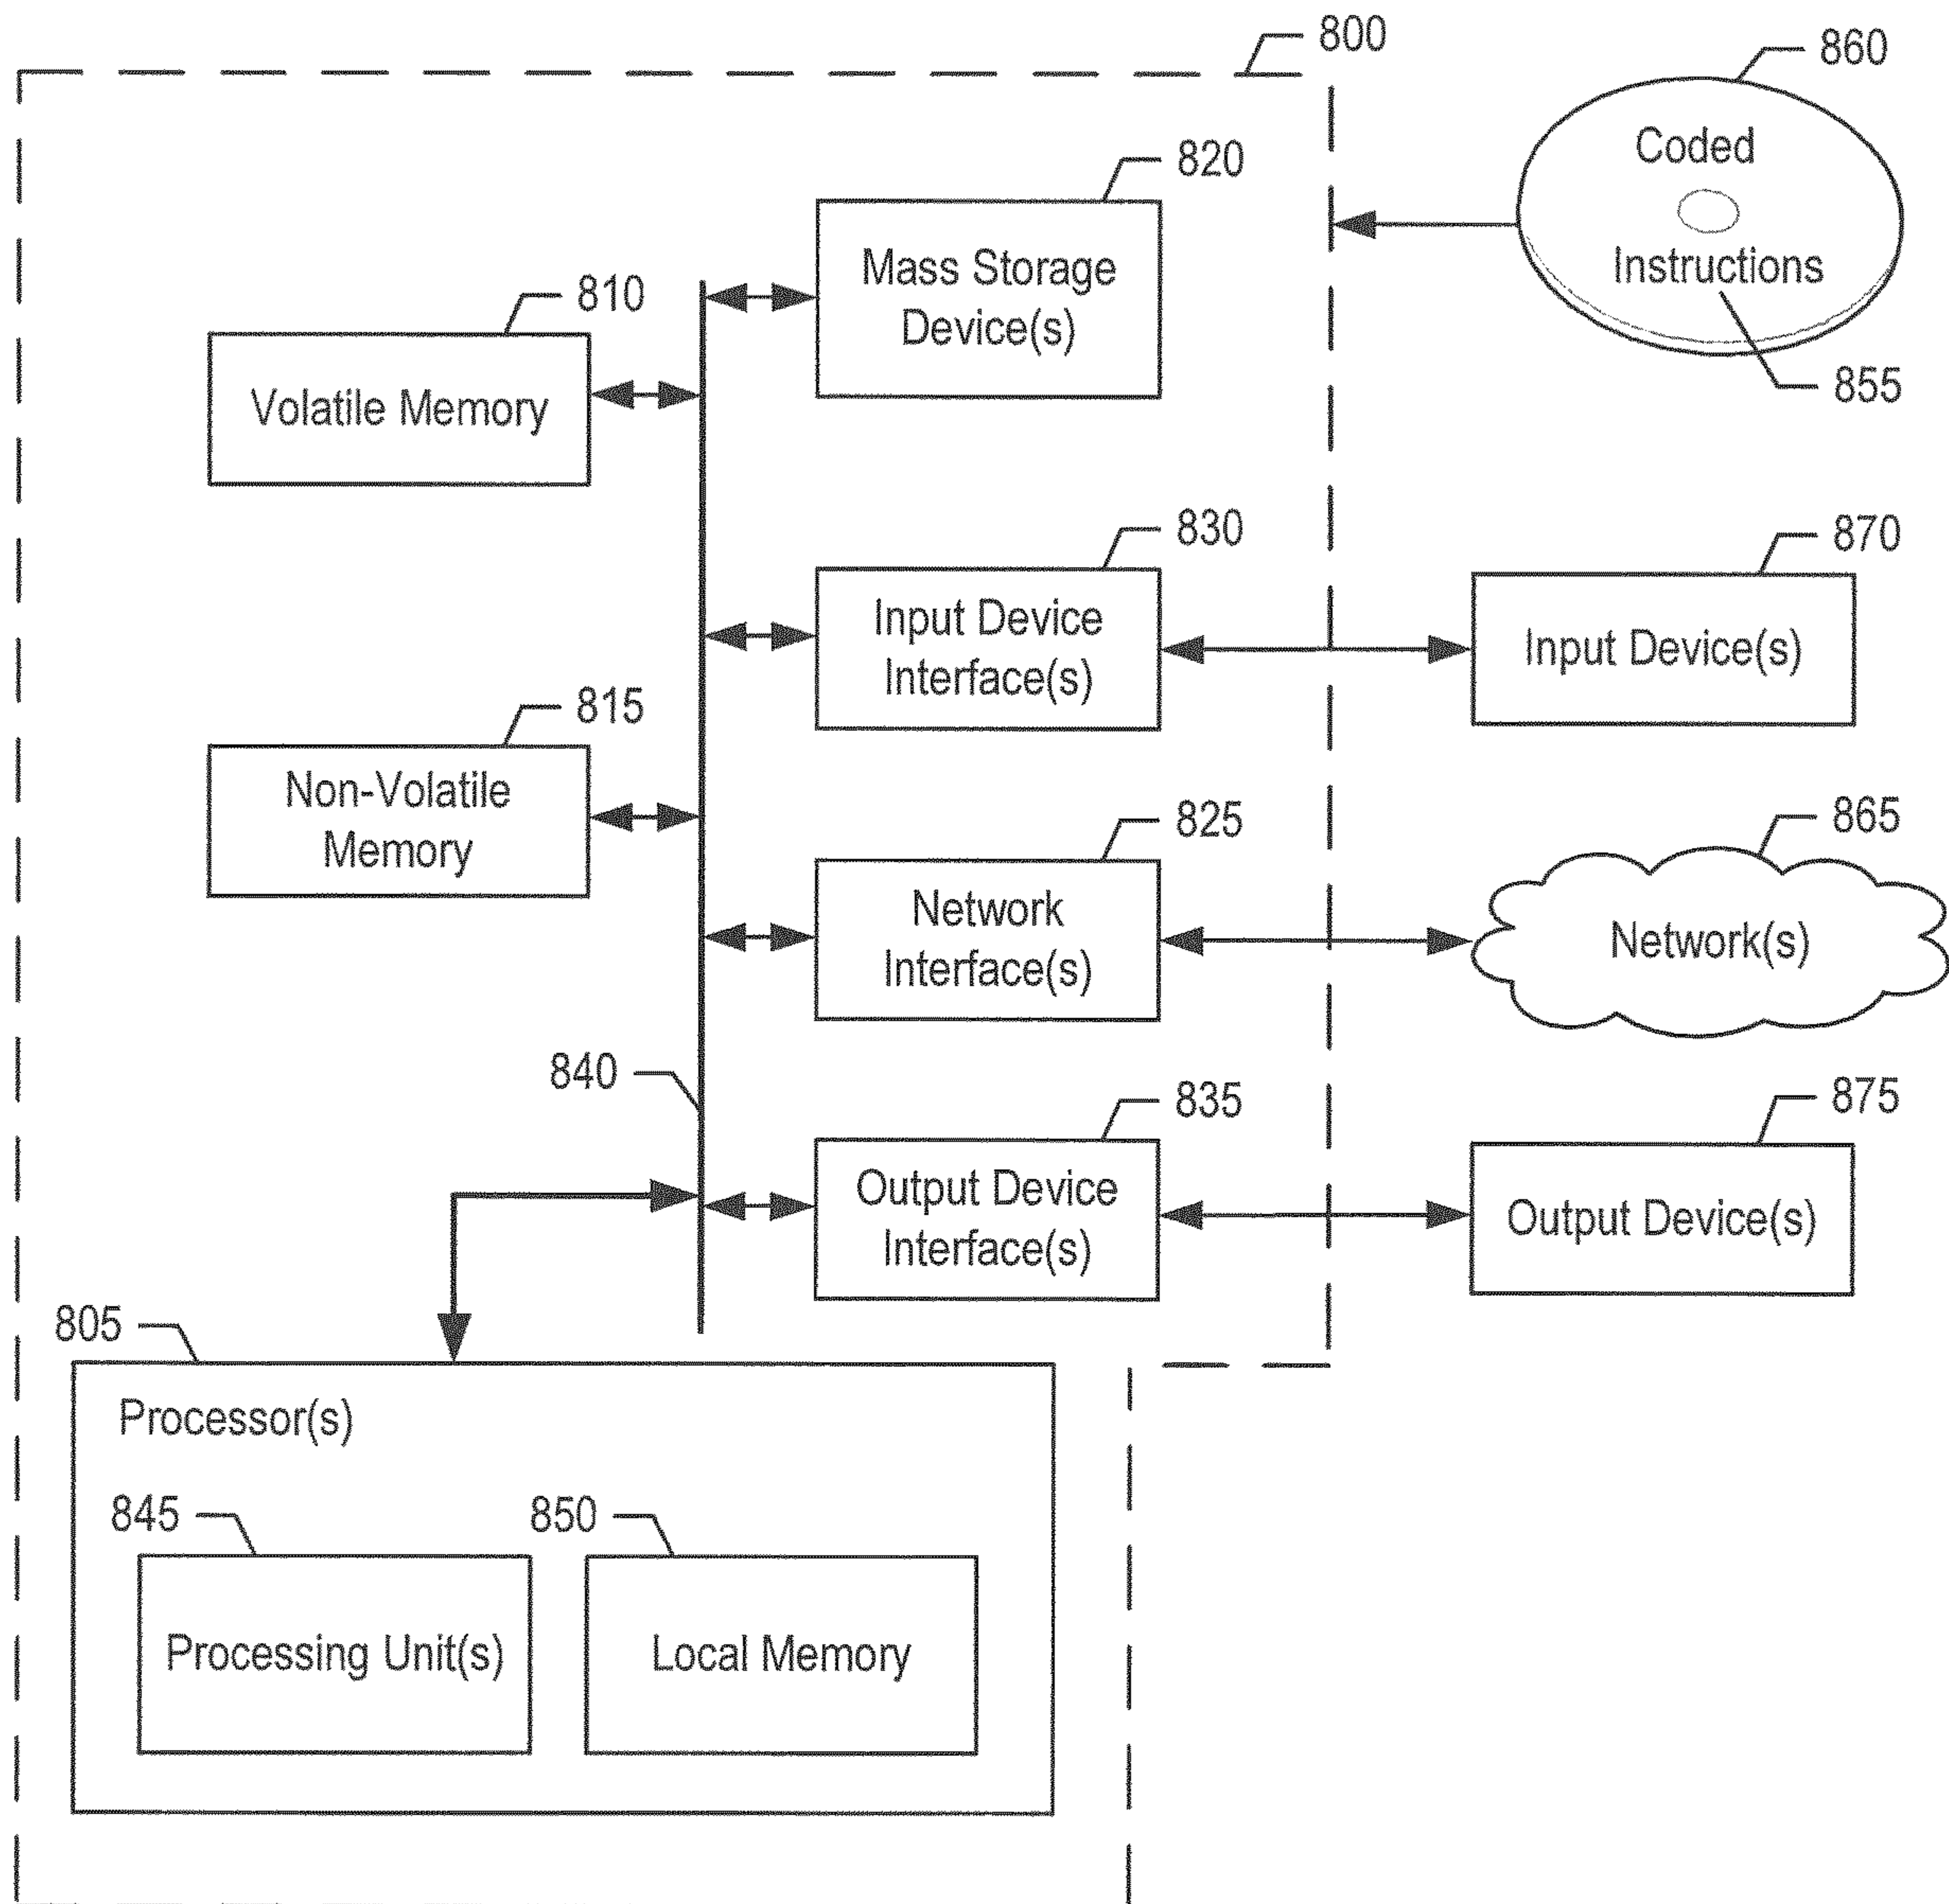 800
860
Coded
Instructions
855
820
Mass Storage
Device(s)
810
Volatile Memory
830
Input Device
Interface(s)
870
Input Device(s)
815
Non-Volatile
Memory
825
Network
Interface(s)
865
Network(s)
840
835
Output Device
Interface(s)
875
Output Device(s)
805
Processor(s)
845
Processing Unit(s)
850
Local Memory